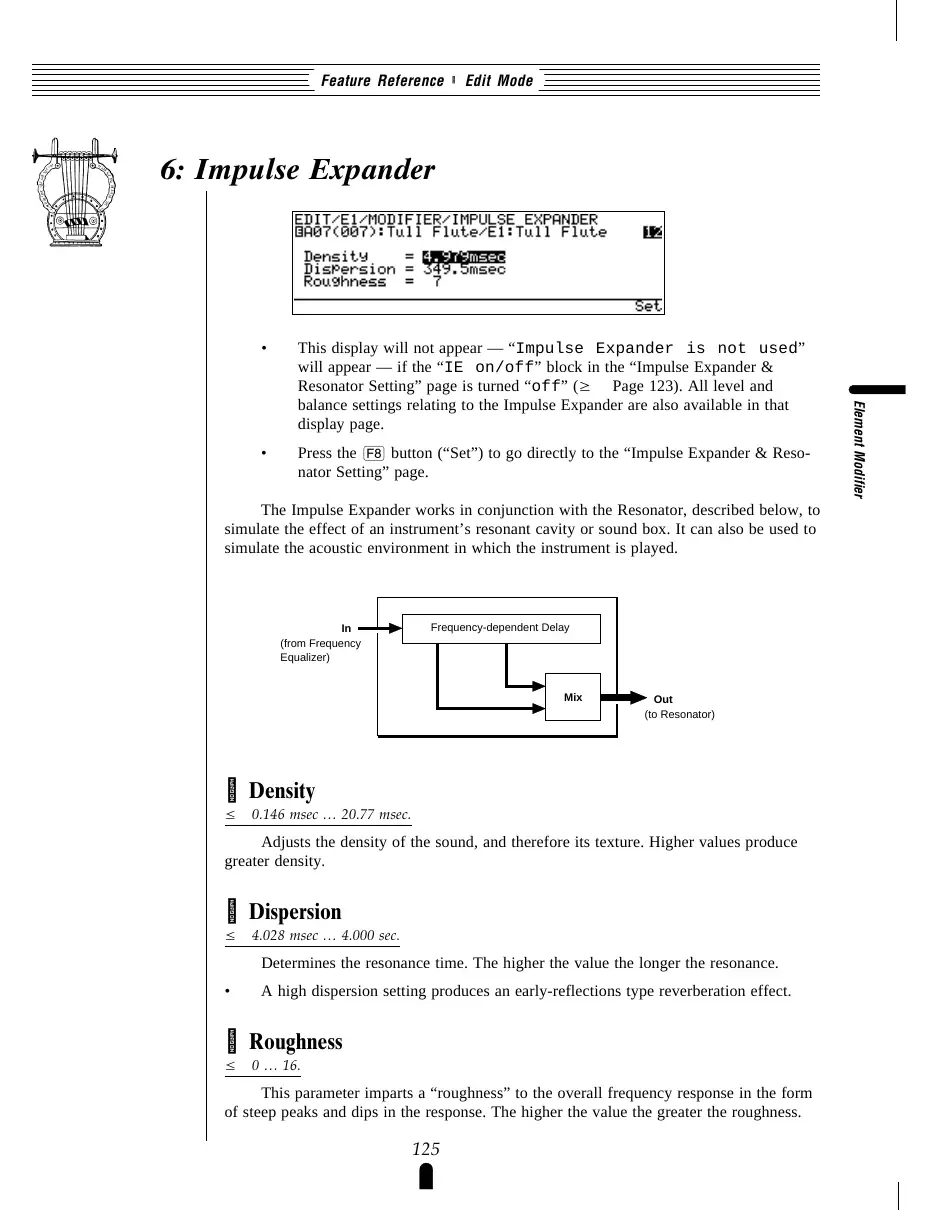 Feature Reference Edit Mode
6: Impulse Expander
EDIT/E1/MODIFIER/IMPULSE EXPANDER
A07(007):Tull Flute/E1:Tull Flute 12
Density = 4.979msec
Dispersion = 349.5msec
Roughness = 7
Set
• This display will not appear — “Impulse Expander is not used”
will appear — if the “IE on/off” block in the “Impulse Expander &
Resonator Setting” page is turned “off” (≥ Page 123). All level and
balance settings relating to the Impulse Expander are also available in that
display page.
• Press the F8 button (“Set”) to go directly to the “Impulse Expander & Reso-
nator Setting” page.
Element Modifier
The Impulse Expander works in conjunction with the Resonator, described below, to
simulate the effect of an instrument’s resonant cavity or sound box. It can also be used to
simulate the acoustic environment in which the instrument is played.
In
(from Frequency
Equalizer)
Frequency-dependent Delay
Mix
Out
(to Resonator)
Density
≤ 0.146 msec … 20.77 msec.
Adjusts the density of the sound, and therefore its texture. Higher values produce
greater density.
Dispersion
≤ 4.028 msec … 4.000 sec.
Determines the resonance time. The higher the value the longer the resonance.
• A high dispersion setting produces an early-reflections type reverberation effect.
Roughness
≤ 0 … 16.
This parameter imparts a “roughness” to the overall frequency response in the form
of steep peaks and dips in the response. The higher the value the greater the roughness.
125